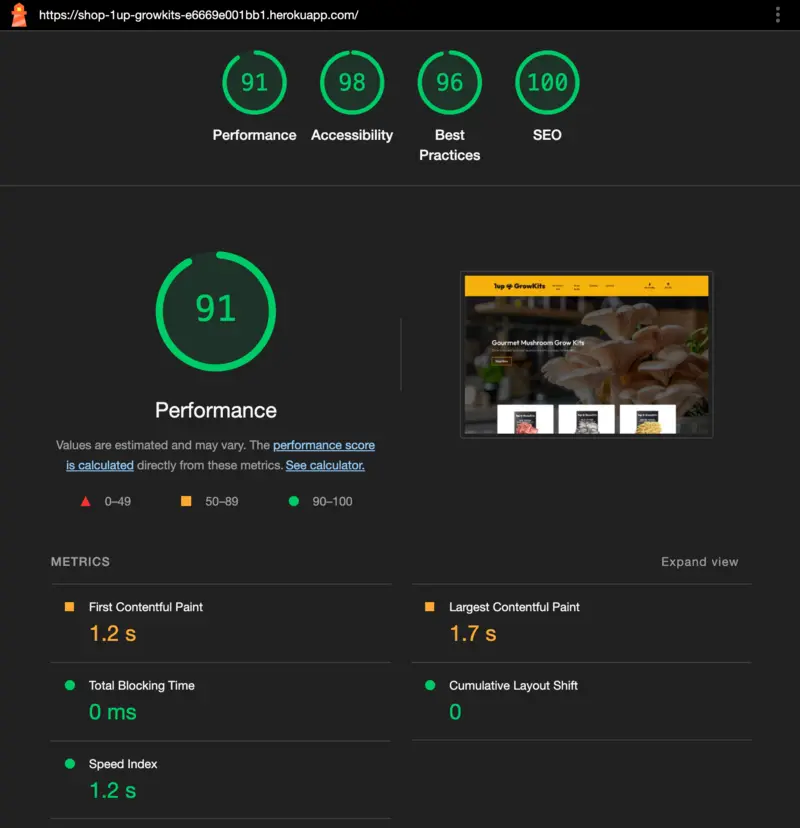 https://shop-1up-growkits-e6669e001bb1.herokuapp.com/
91
98
96
100
Performance
Accessibility
Best
Practices
SEO
91
1up GrowKits
Gourmet Mushroom Grow Kits
Performance
Values are estimated and may vary. The performance score
is calculated directly from these metrics. See calculator.
0–49
50–89
90–100
METRICS
Expand view
First Contentful Paint
1.2 s
Largest Contentful Paint
1.7 s
Total Blocking Time
0 ms
Cumulative Layout Shift
0
Speed Index
1.2 s